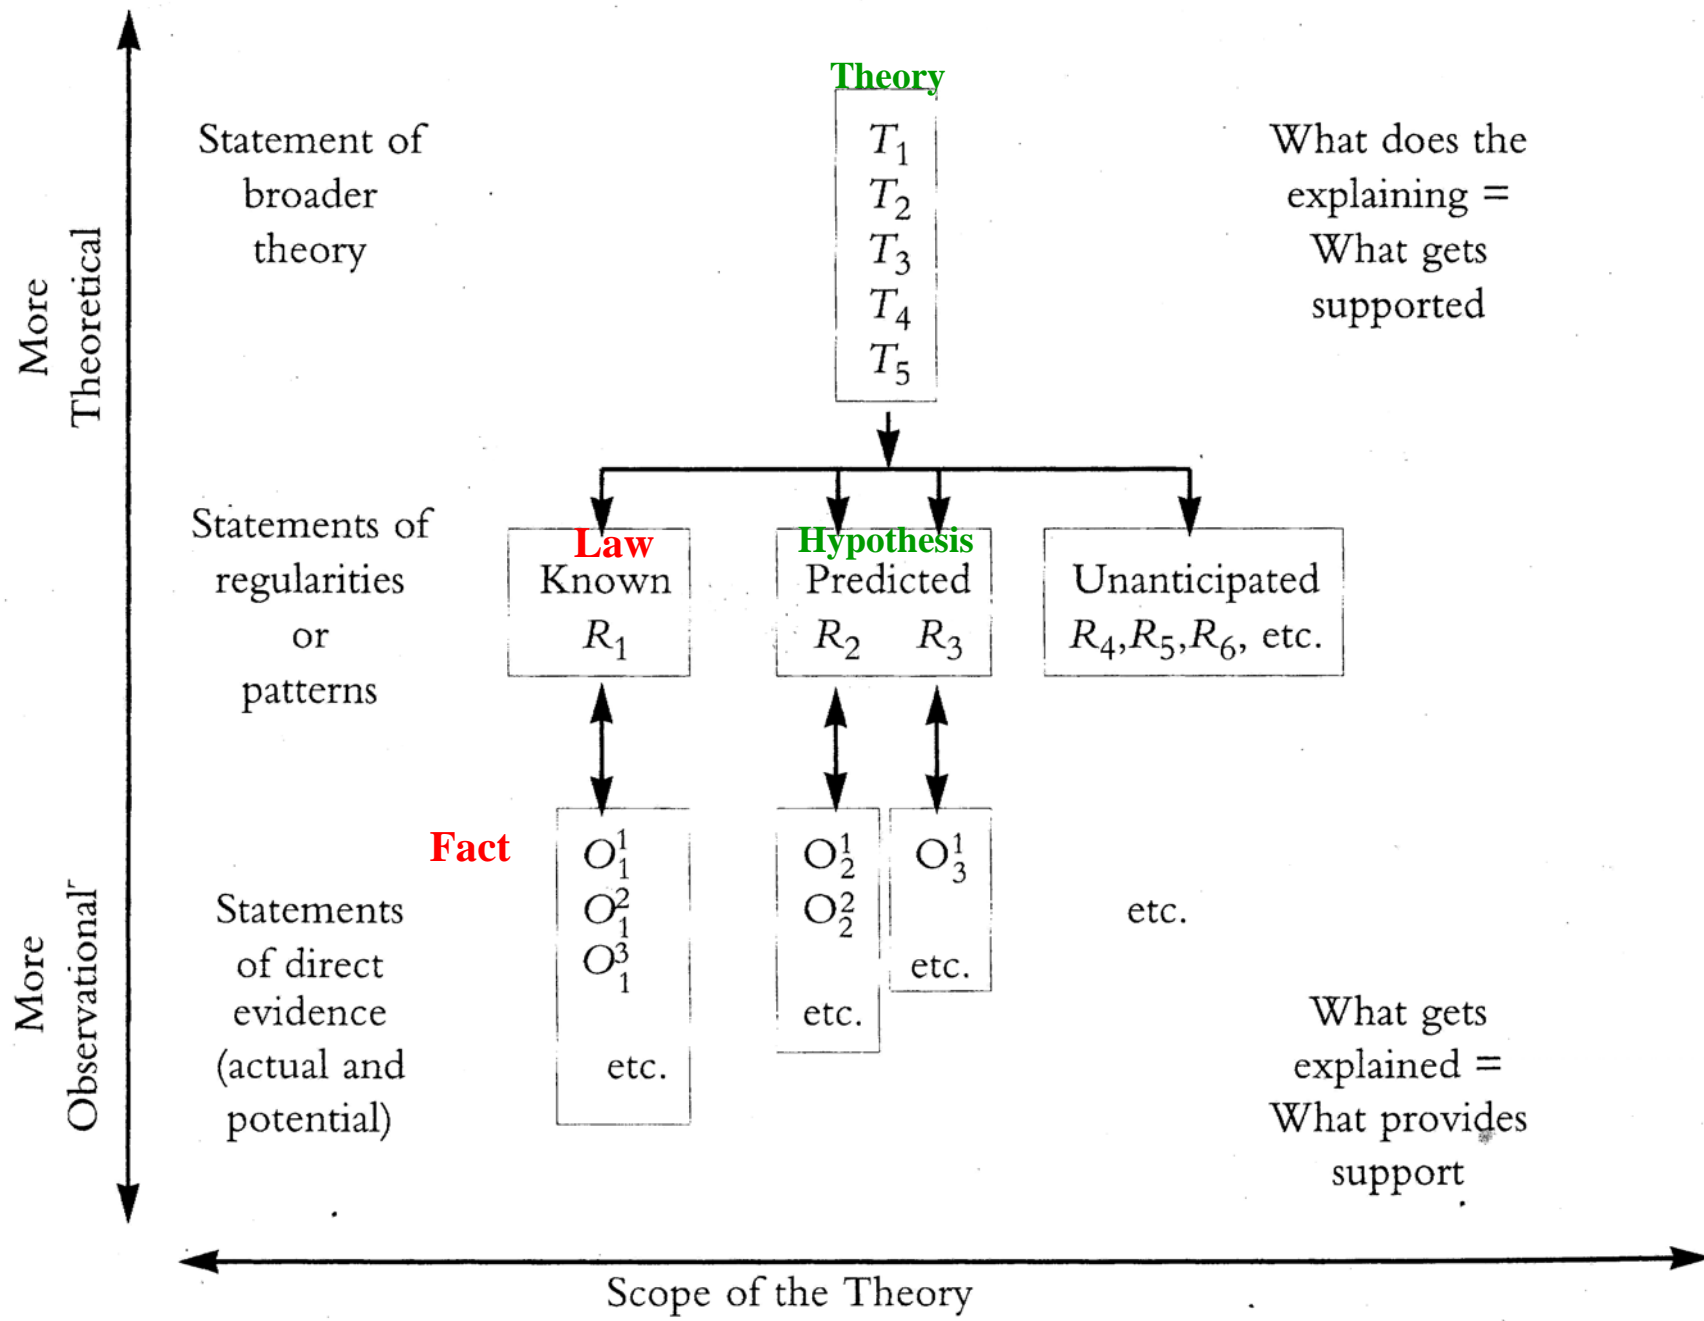 Theory
Statement of
broader
theory
T1
T2
T3
T4
T5
What does the
explaining =
What gets
supported
More
Theoretical
Statements of
regularities
or
patterns
Law
Known
R1
Hypothesis
Predicted
R2 R3
Unanticipated
R4,R5,R6, etc.
Fact
Statements
of direct
evidence
(actual and
potential)
O₁¹
O₁²
O₁³
etc.
O₂¹
O₂²
etc.
O₃¹
etc.
etc.
More
Observational
What gets
explained =
What provides
support
Scope of the Theory